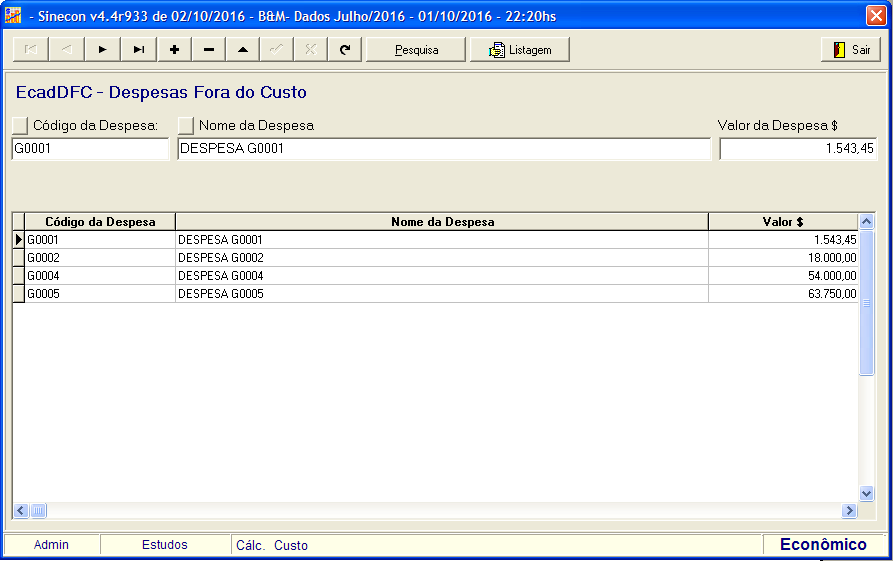 - Sinecon v4.4r933 de 02/10/2016 - B&M- Dados Julho/2016 - 01/10/2016 - 22:20hs
Pesquisa Listagem Sair
EcadDFC - Despesas Fora do Custo
Código da Despesa: Nome da Despesa Valor da Despesa $
G0001 DESPESA G0001 1.543,45
Código da Despesa Nome da Despesa Valor $
G0001 DESPESA G0001 1.543,45
G0002 DESPESA G0002 18.000,00
G0004 DESPESA G0004 54.000,00
G0005 DESPESA G0005 63.750,00
Admin Estudos Cálc. Custo Econômico